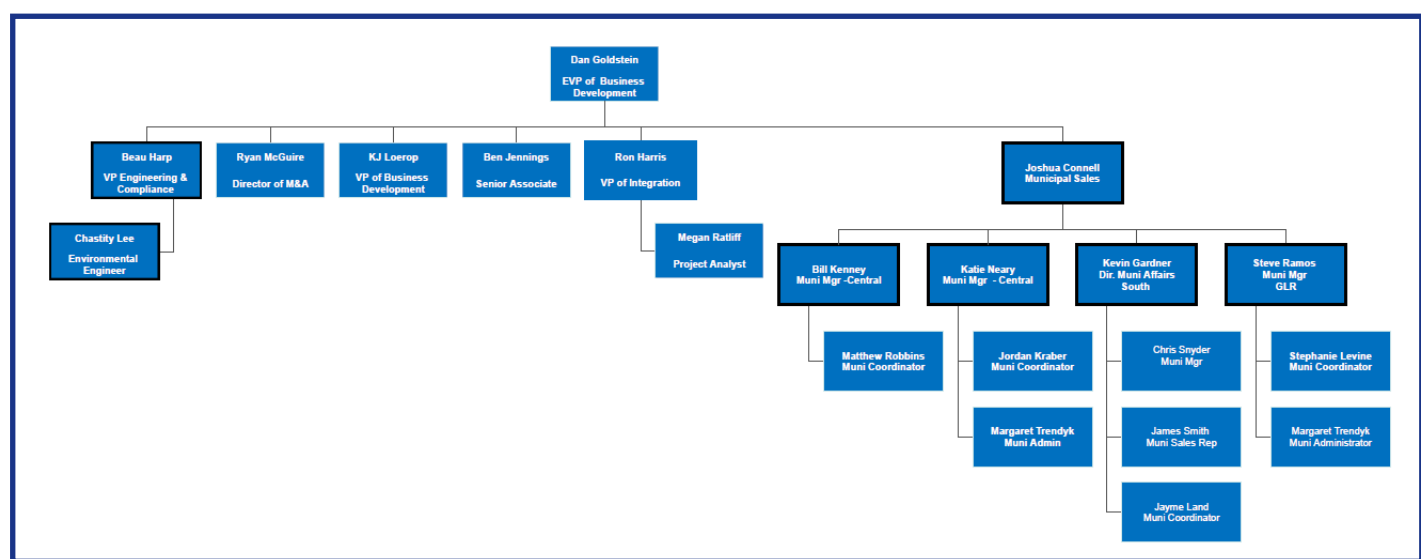 Dan Goldstein
EVP of Business
Development
Beau Harp
VP Engineering &
Compliance
Ryan McGuire
Director of M&A
KJ Loerop
VP of Business
Development
Ben Jennings
Senior Associate
Ron Harris
VP of Integration
Joshua Connell
Municipal Sales
Chastity Lee
Environmental
Engineer
Megan Ratliff
Project Analyst
Bill Kenney
Muni Mgr -Central
Katie Neary
Muni Mgr - Central
Kevin Gardner
Dir. Muni Affairs
South
Steve Ramos
Muni Mgr
GLR
Matthew Robbins
Muni Coordinator
Jordan Kraber
Muni Coordinator
Chris Snyder
Muni Mgr
Stephanie Levine
Muni Coordinator
Margaret Trendyk
Muni Admin
James Smith
Muni Sales Rep
Margaret Trendyk
Muni Administrator
Jayme Land
Muni Coordinator